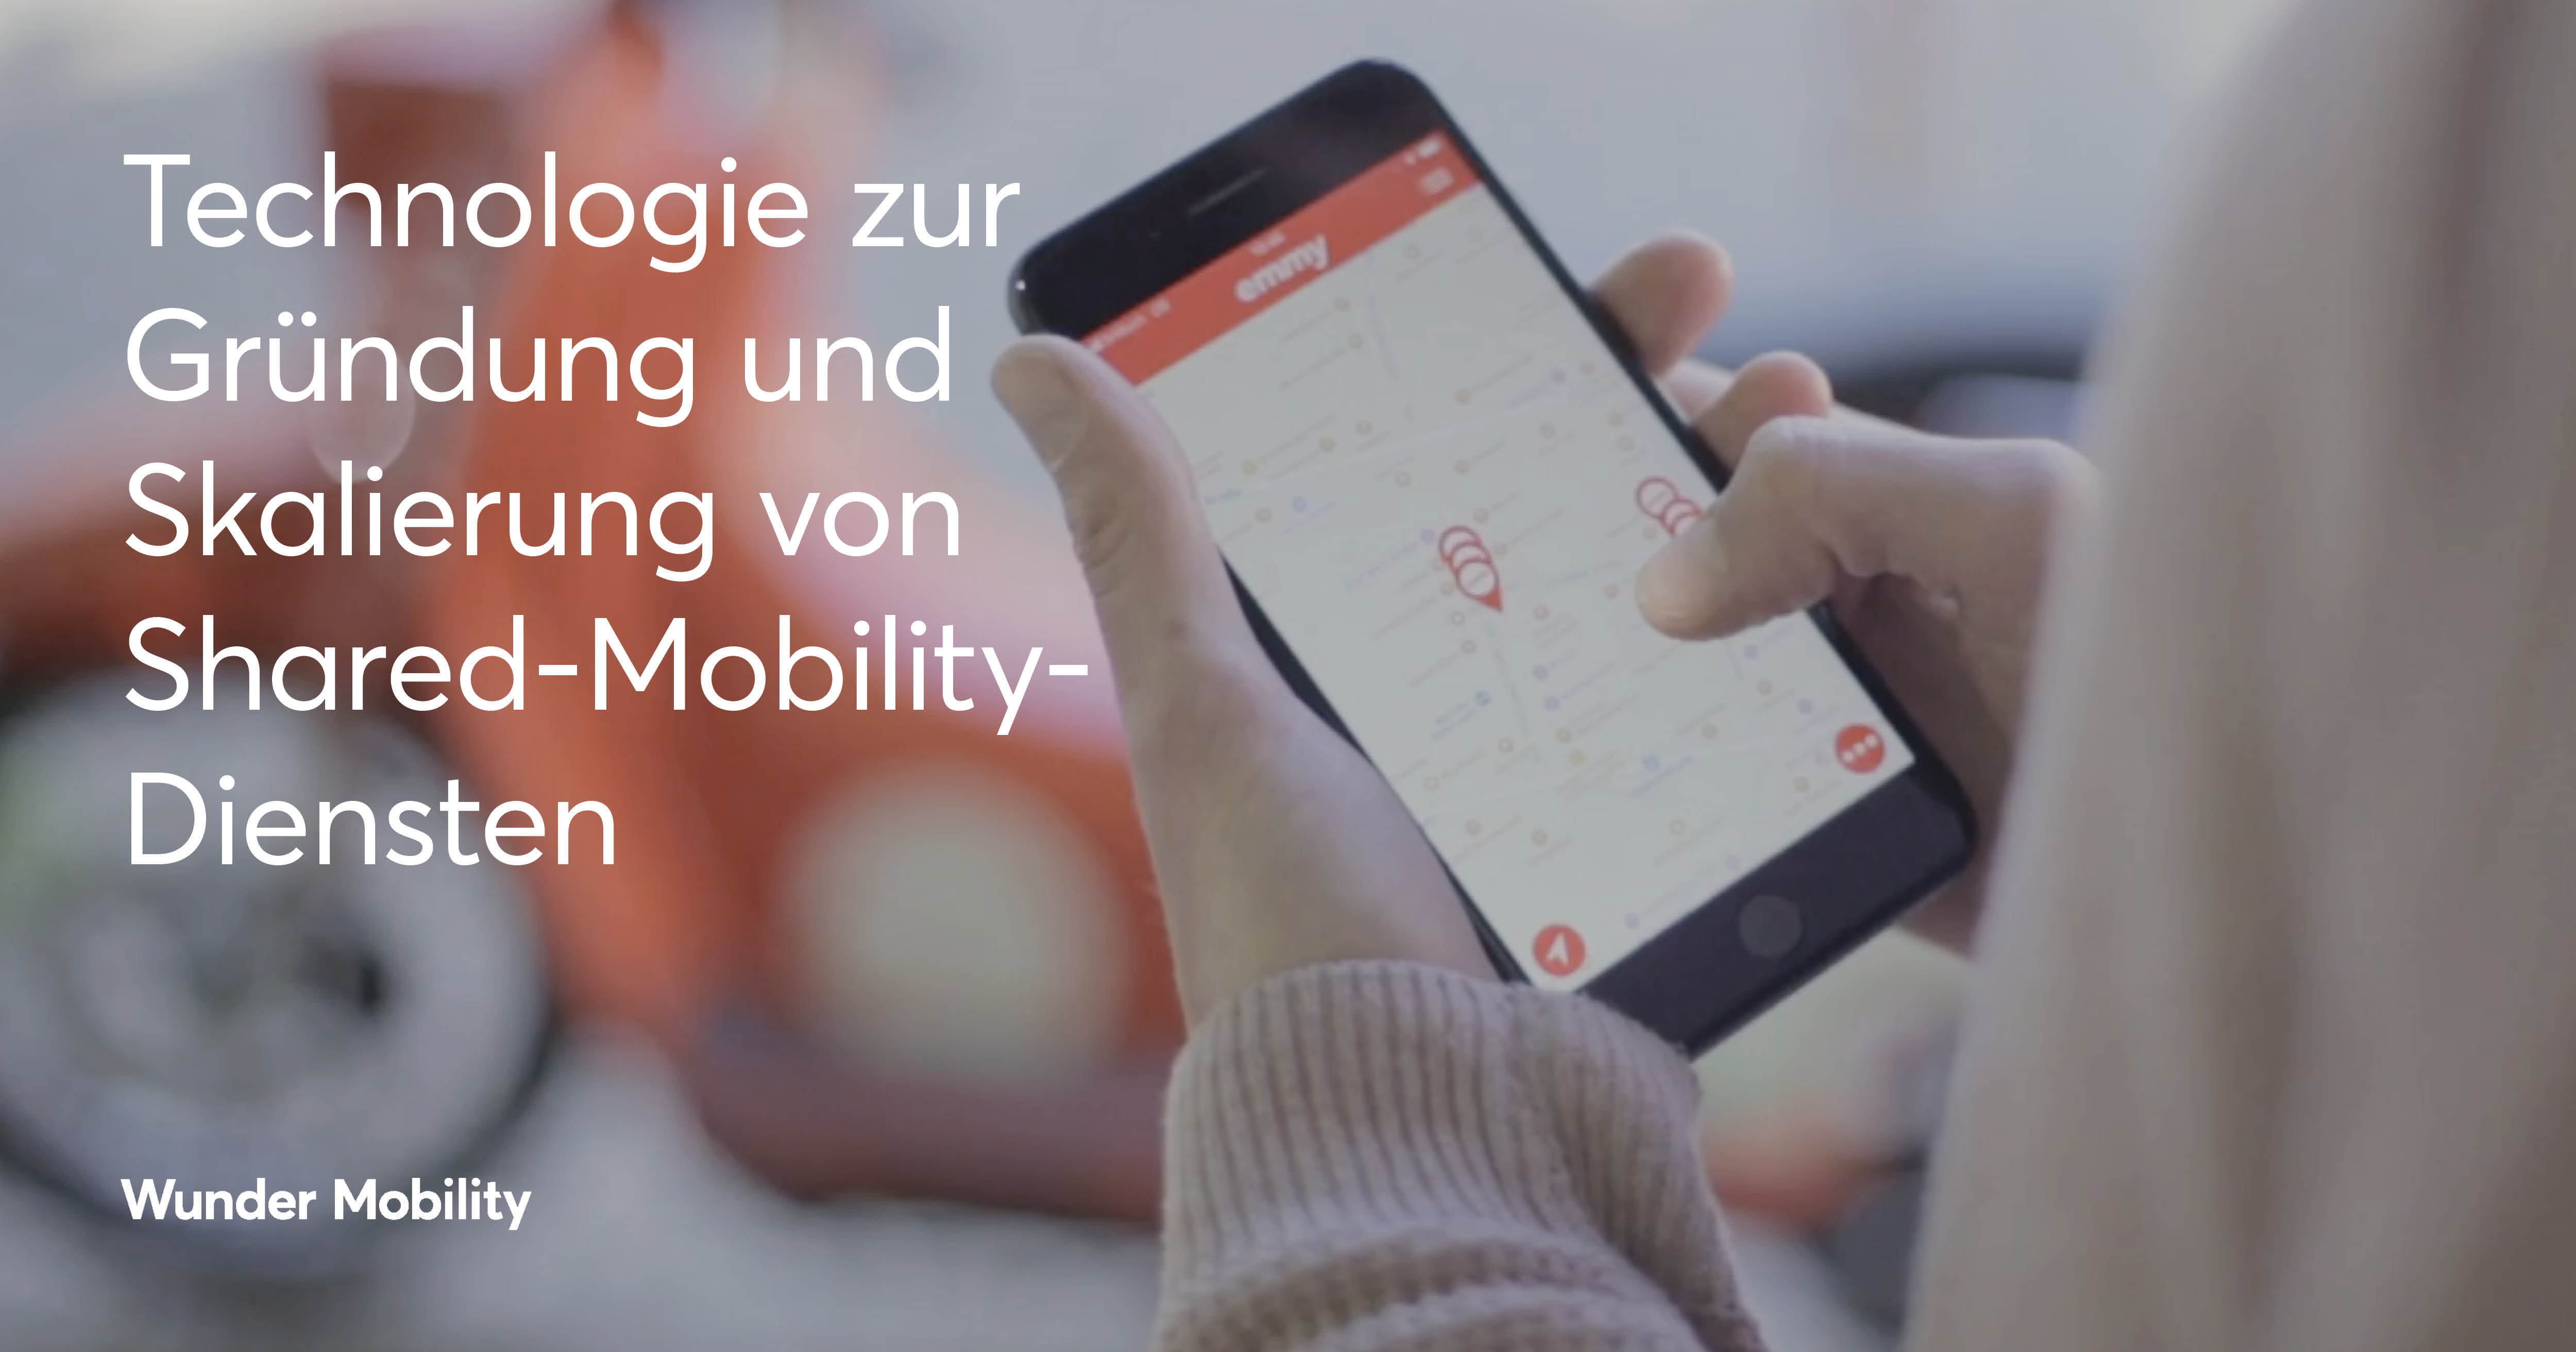 Technologie zur
Gründung und
Skalierung von
Shared-Mobility-
Diensten
emmy
Wunder Mobility